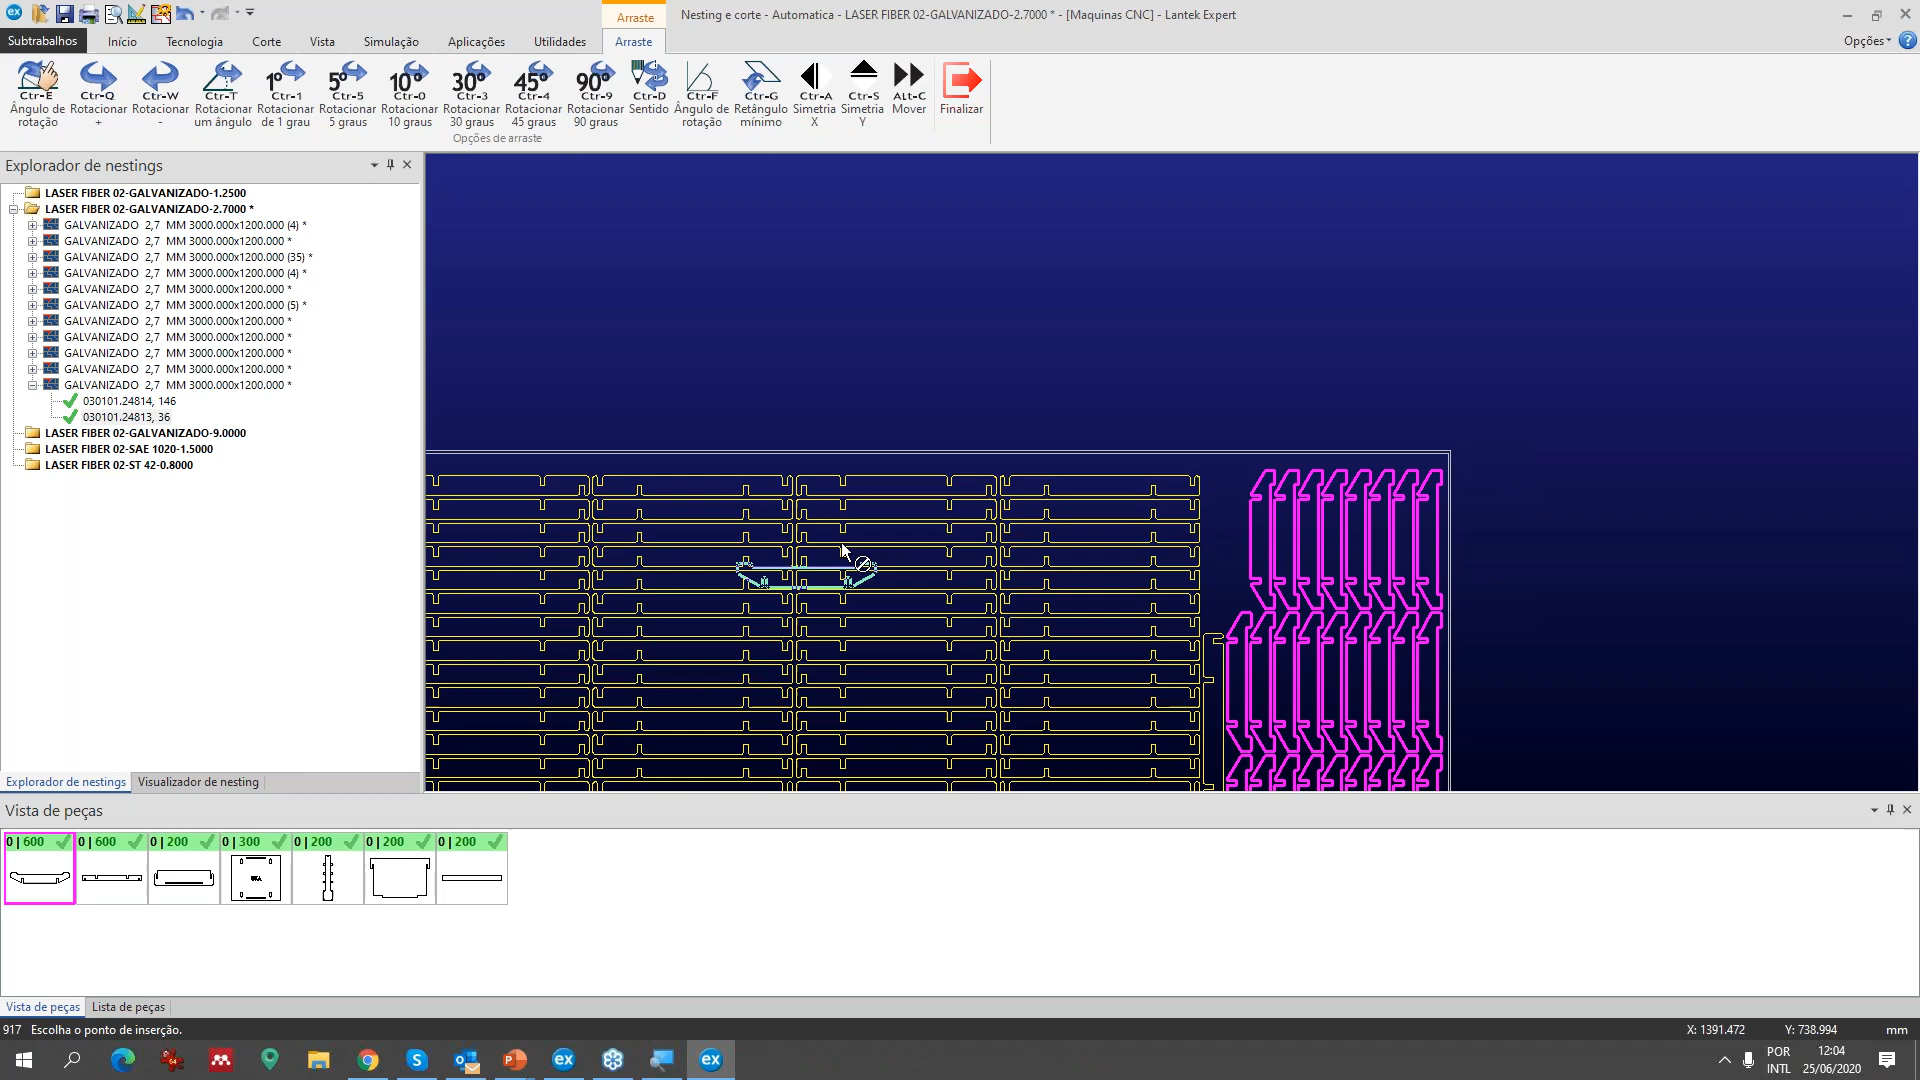 Arraste
Nesting e corte - Automatica - LASER FIBER 02-GALVANIZADO-2.7000 * - [Maquinas CNC] - Lantek Expert
Subtrabalhos Início Tecnologia Corte Vista Simulação Aplicações Utilidades Arraste Opções
Ctr-E Ctr-Q Ctr-W Ctr-T Ctr-1 Ctr-5 Ctr-0 Ctr-3 Ctr-4 Ctr-9 Ctr-D Ctr-F Ctr-G Ctr-A Ctr-S Alt-C
1º 5º 10º 30º 45º 90º
Ângulo de rotação
Rotacionar +
Rotacionar -
Rotacionar um ângulo
Rotacionar de 1 grau
Rotacionar 5 graus
Rotacionar 10 graus
Rotacionar 30 graus
Rotacionar 45 graus
Rotacionar 90 graus
Sentido
Ângulo de rotação
Retângulo mínimo
Simetria X
Simetria Y
Mover
Finalizar
Opções de arraste
Explorador de nestings
LASER FIBER 02-GALVANIZADO-1.2500
LASER FIBER 02-GALVANIZADO-2.7000 *
GALVANIZADO 2,7 MM 3000.000x1200.000 (4) *
GALVANIZADO 2,7 MM 3000.000x1200.000 *
GALVANIZADO 2,7 MM 3000.000x1200.000 (35) *
GALVANIZADO 2,7 MM 3000.000x1200.000 (4) *
GALVANIZADO 2,7 MM 3000.000x1200.000 *
GALVANIZADO 2,7 MM 3000.000x1200.000 (5) *
GALVANIZADO 2,7 MM 3000.000x1200.000 *
GALVANIZADO 2,7 MM 3000.000x1200.000 *
GALVANIZADO 2,7 MM 3000.000x1200.000 *
GALVANIZADO 2,7 MM 3000.000x1200.000 *
GALVANIZADO 2,7 MM 3000.000x1200.000 *
030101.24814, 146
030101.24813, 36
LASER FIBER 02-GALVANIZADO-9.0000
LASER FIBER 02-SAE 1020-1.5000
LASER FIBER 02-ST 42-0.8000
Explorador de nestings Visualizador de nesting
Vista de peças
0 | 600 0 | 600 0 | 200 0 | 300 0 | 200 0 | 200 0 | 200
Vista de peças Lista de peças
917 Escolha o ponto de inserção. X: 1391.472 Y: 738.994 mm
POR 12:04
INTL 25/06/2020